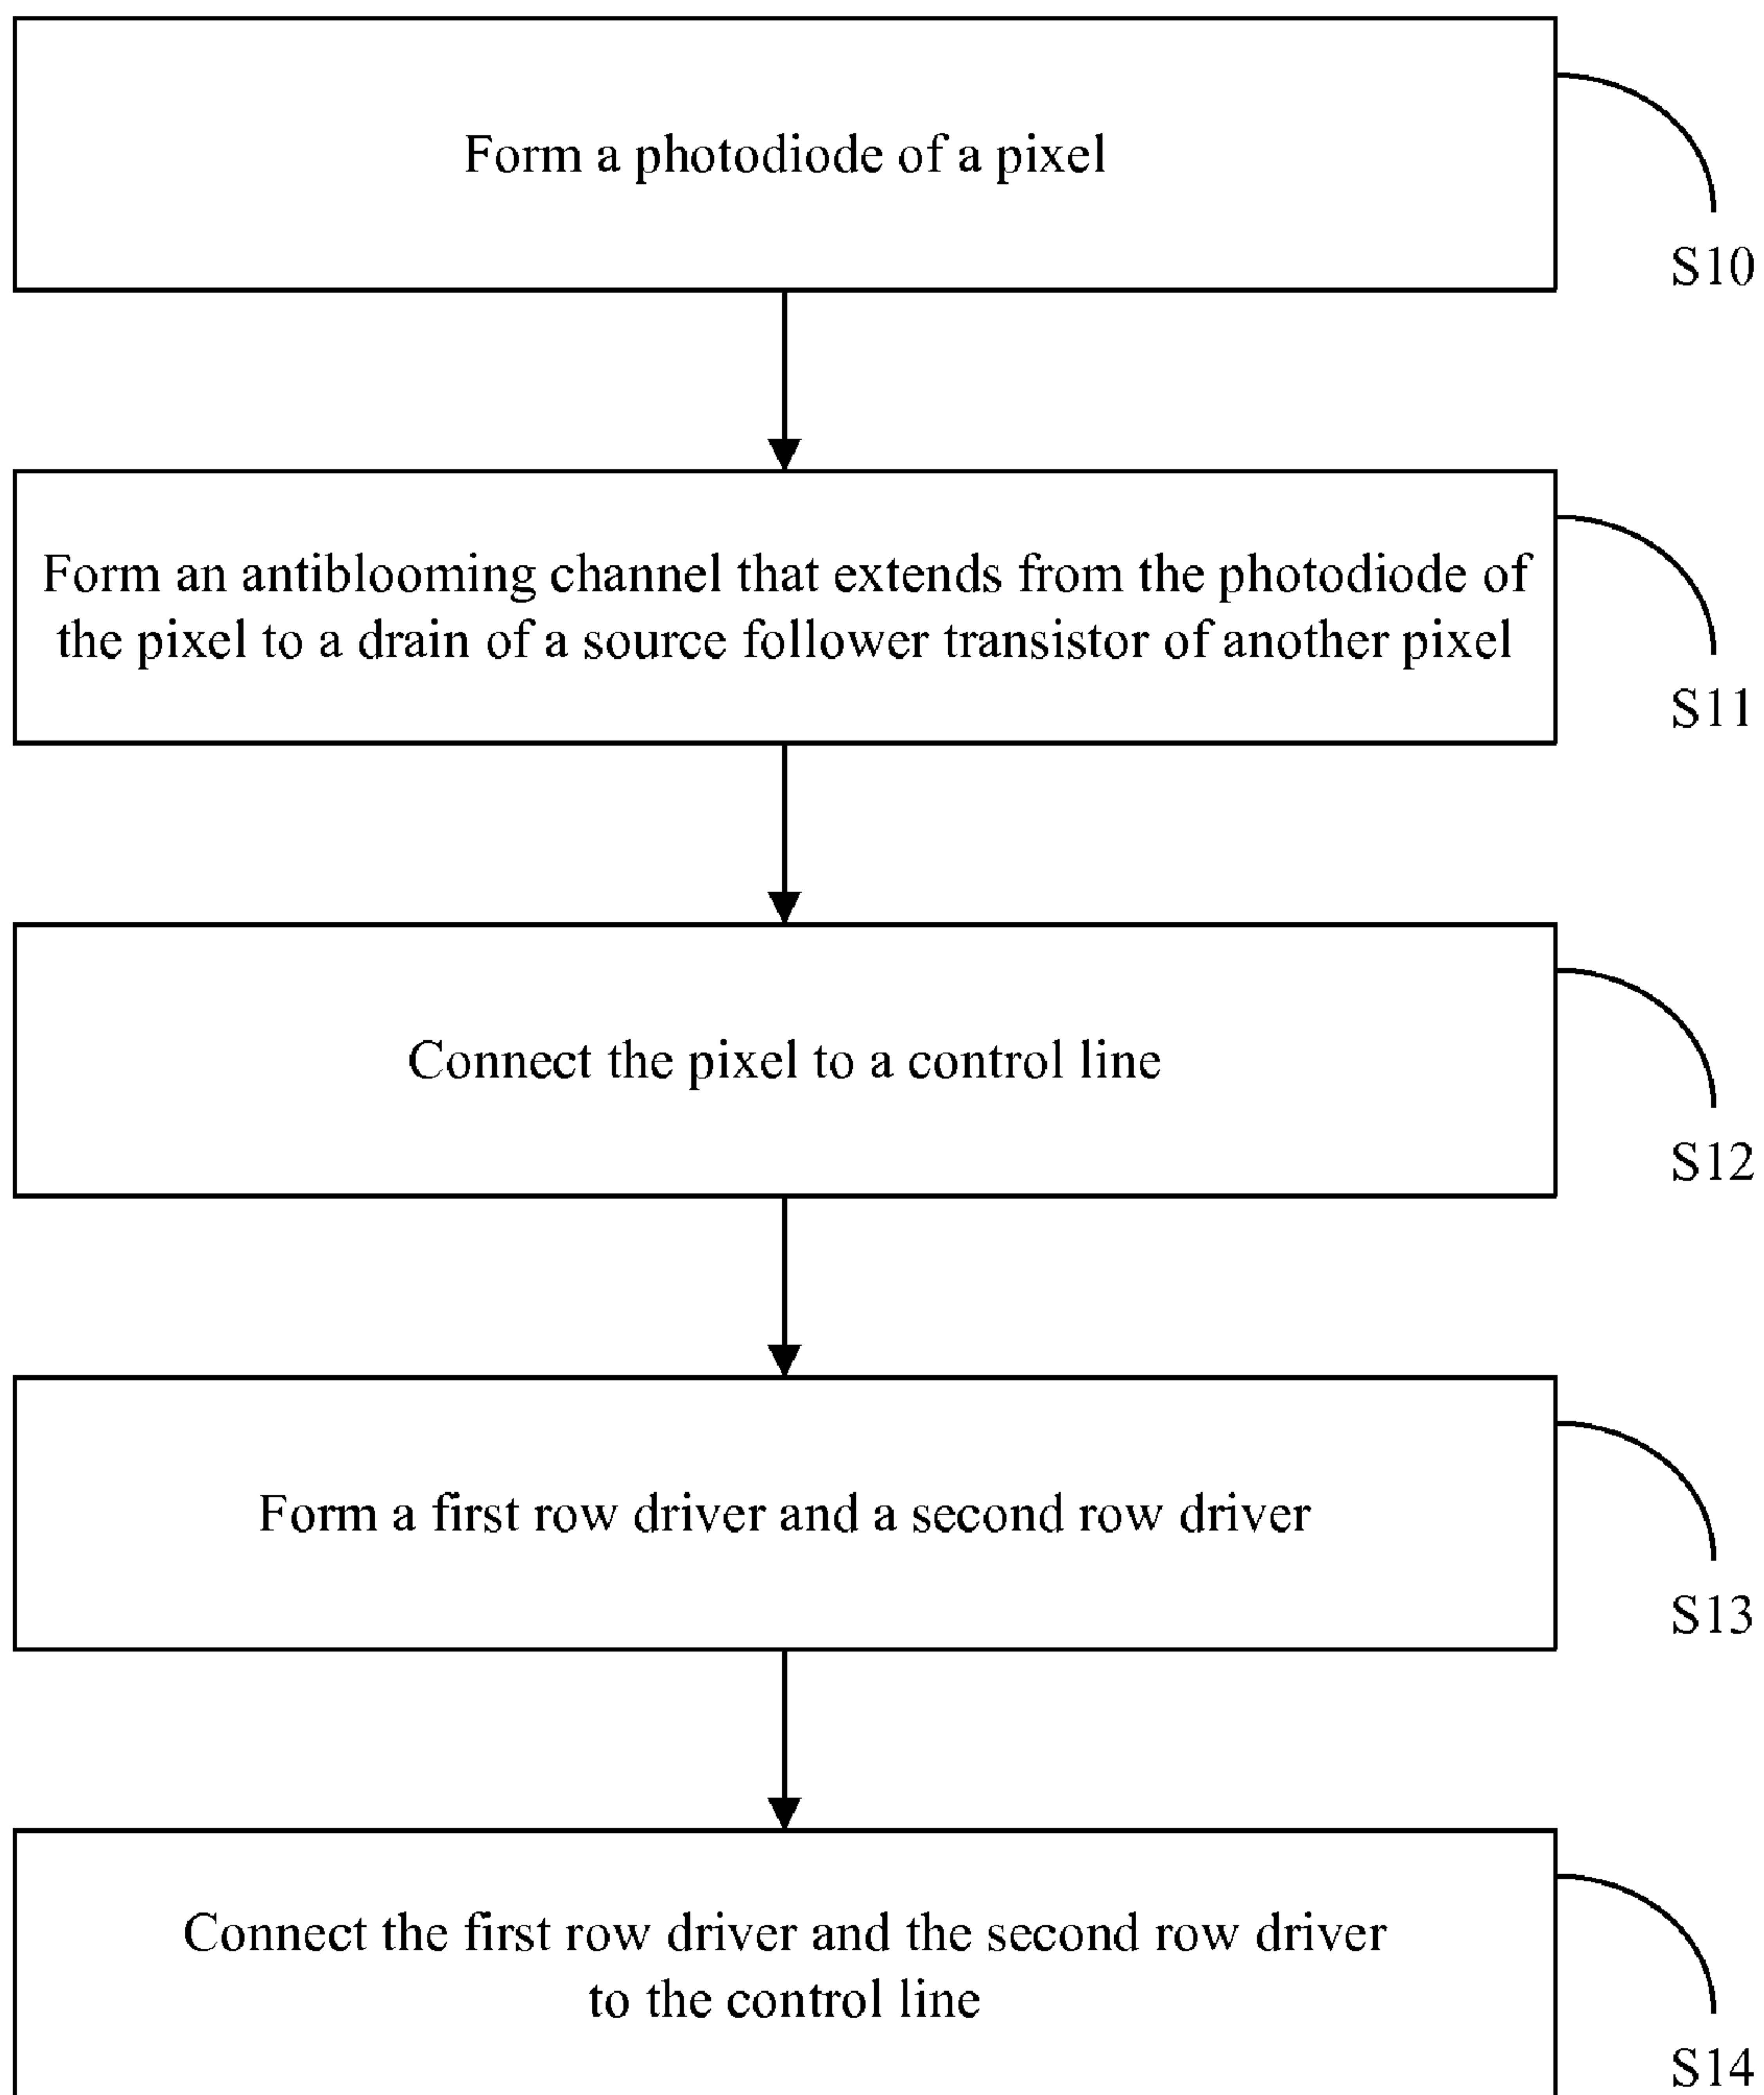 Form a photodiode of a pixel
S10
Form an antiblooming channel that extends from the photodiode of
the pixel to a drain of a source follower transistor of another pixel
S11
Connect the pixel to a control line
S12
Form a first row driver and a second row driver
S13
Connect the first row driver and the second row driver
to the control line
S14